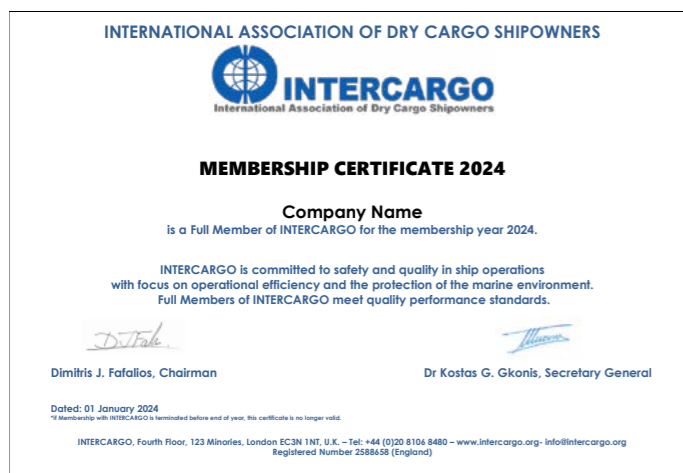 INTERNATIONAL ASSOCIATION OF DRY CARGO SHIPOWNERS
INTERCARGO
International Association of Dry Cargo Shipowners
MEMBERSHIP CERTIFICATE 2024
Company Name
is a Full Member of INTERCARGO for the membership year 2024.
INTERCARGO is committed to safety and quality in ship operations
with focus on operational efficiency and the protection of the marine environment.
Full Members of INTERCARGO meet quality performance standards.
Dimitris J. Fafalios, Chairman
Dr Kostas G. Gkonis, Secretary General
Dated: 01 January 2024
*If Membership with INTERCARGO is terminated before end of year, this certificate is no longer valid.
INTERCARGO, Fourth Floor, 123 Minories, London EC3N 1NT, U.K. – Tel: +44 (0)20 8106 8480 – www.intercargo.org- info@intercargo.org
Registered Number 2588658 (England)